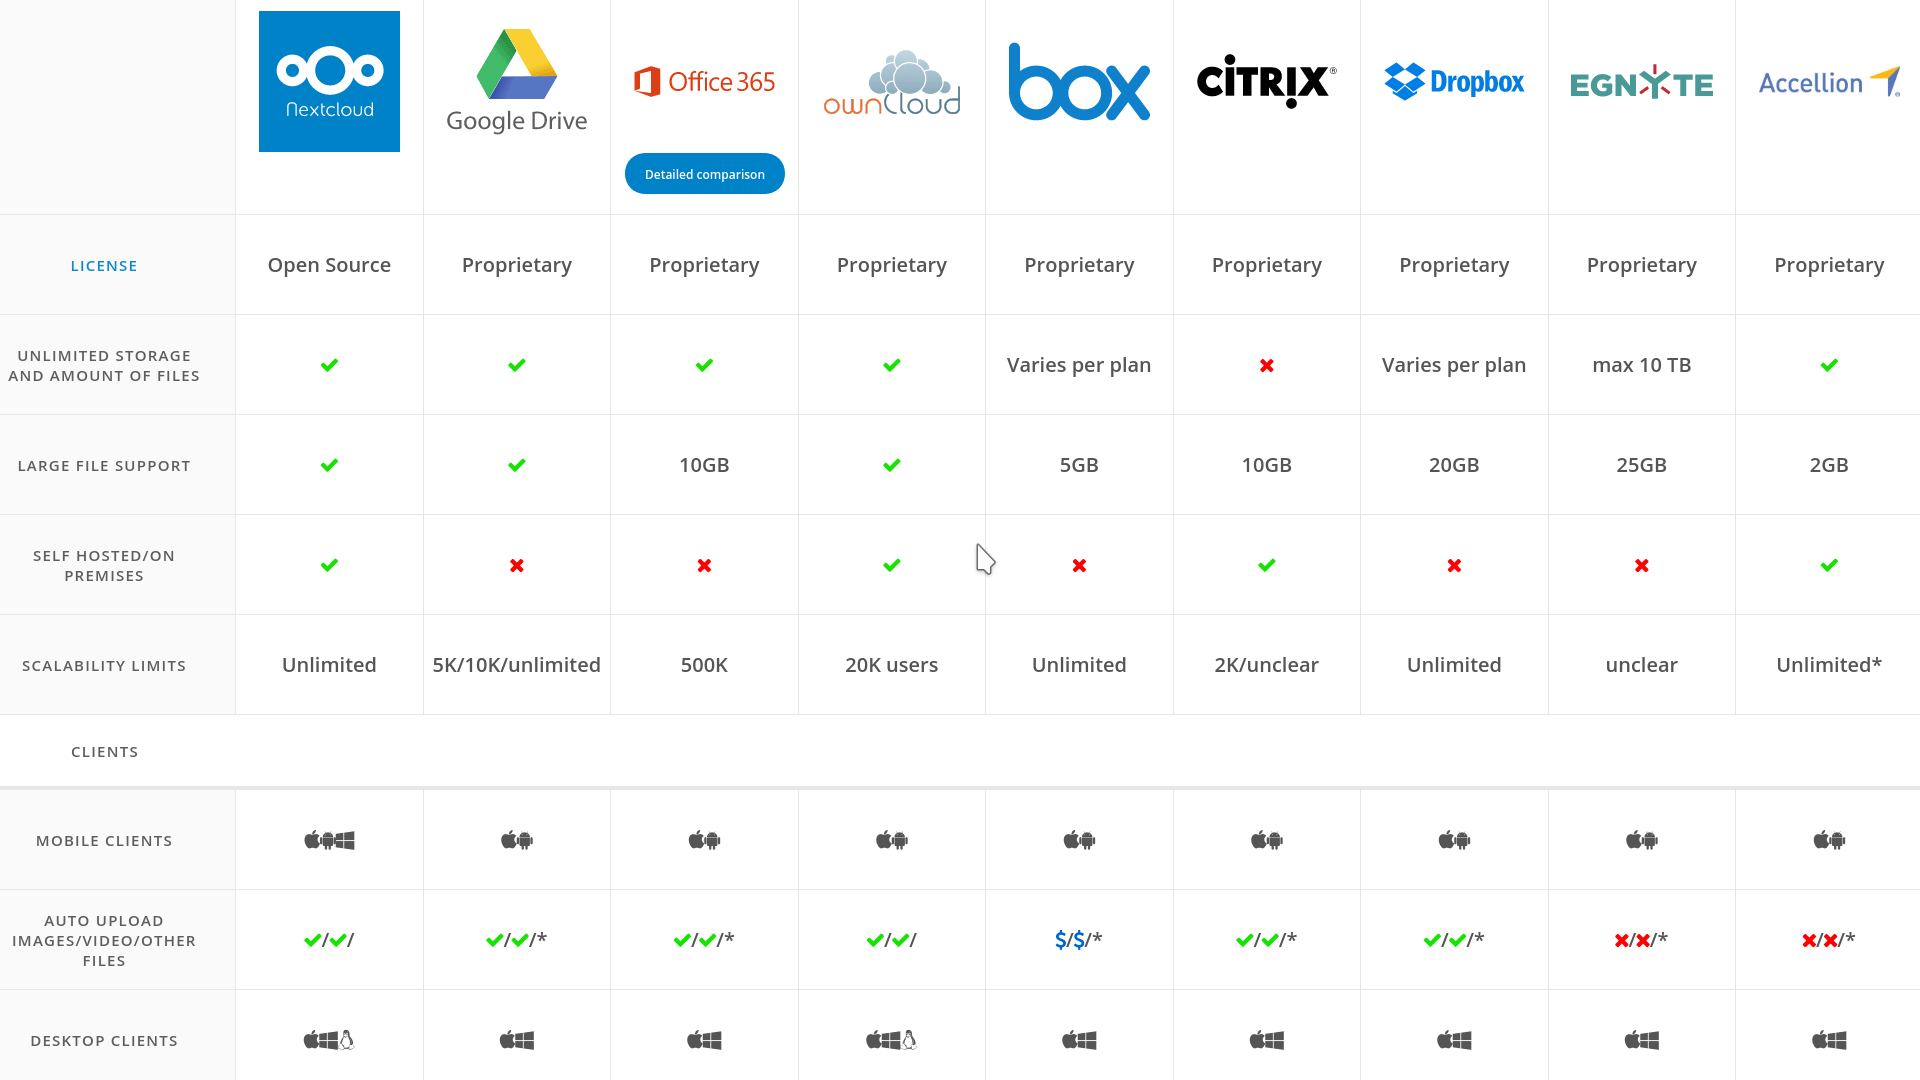 Nextcloud
Google Drive
Office 365
ownCloud
box
CİTRIX®
Dropbox
EGNYTE
Accellion
Detailed comparison
LICENSE
Open Source
Proprietary
Proprietary
Proprietary
Proprietary
Proprietary
Proprietary
Proprietary
Proprietary
UNLIMITED STORAGE
AND AMOUNT OF FILES
Varies per plan
Varies per plan
max 10 TB
LARGE FILE SUPPORT
10GB
5GB
10GB
20GB
25GB
2GB
SELF HOSTED/ON
PREMISES
SCALABILITY LIMITS
Unlimited
5K/10K/unlimited
500K
20K users
Unlimited
2K/unclear
Unlimited
unclear
Unlimited*
CLIENTS
MOBILE CLIENTS
AUTO UPLOAD
IMAGES/VIDEO/OTHER
FILES
✔/✔/
✔/✔/*
✔/✔/*
✔/✔/
$/$/*
✔/✔/*
✔/✔/*
✖/✖/*
✖/✖/*
DESKTOP CLIENTS